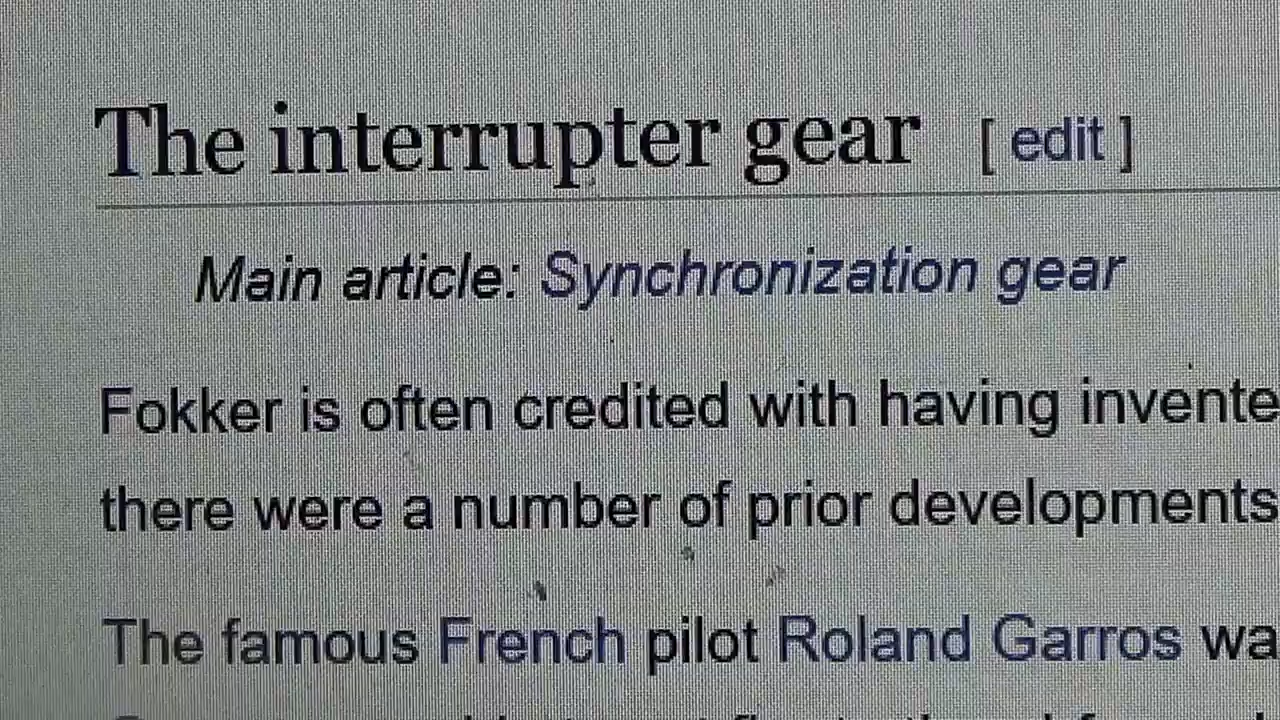 The interrupter gear [ edit ]
Main article: Synchronization gear
Fokker is often credited with having invente
there were a number of prior developments
The famous French pilot Roland Garros wa